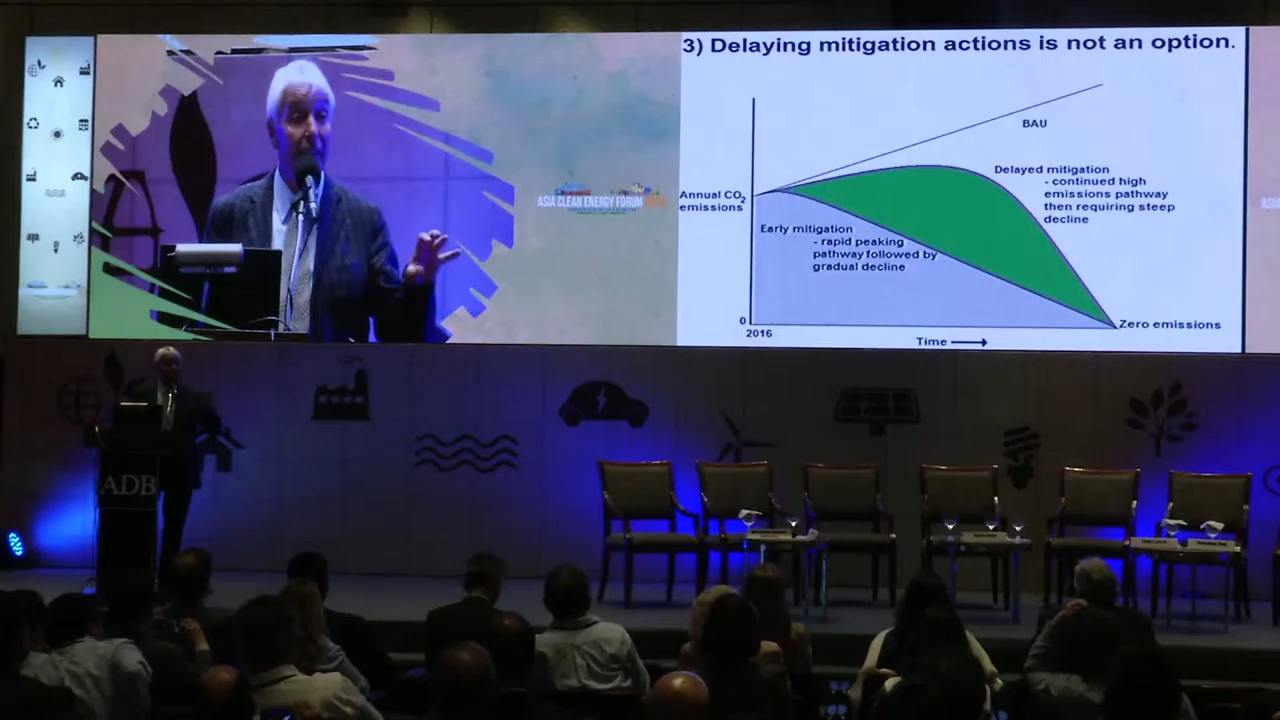 3) Delaying mitigation actions is not an option.
BAU
Delayed mitigation
- continued high
emissions pathway
then requiring steep
decline
Annual CO2
emissions
Early mitigation
- rapid peaking
pathway followed by
gradual decline
0
2016
Zero emissions
Time
ASIA CLEAN ENERGY FORUM
ADB